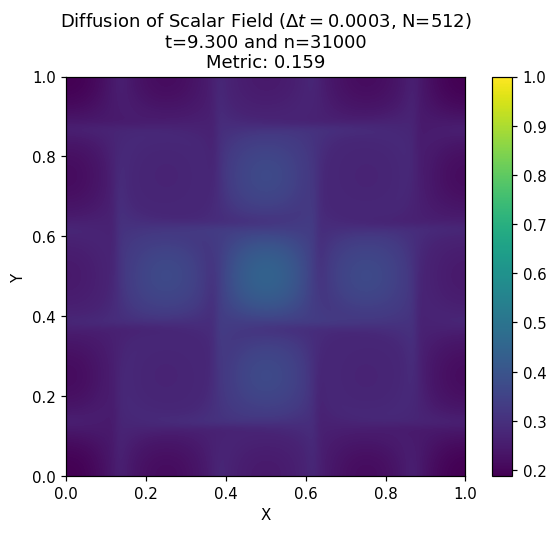 Diffusion of Scalar Field (Δt = 0.0003, N=512)
t=9.300 and n=31000
Metric: 0.159
1.0
0.8
0.6
0.4
0.2
0.0
Y
0.0 0.2 0.4 0.6 0.8 1.0
X
1.0
0.9
0.8
0.7
0.6
0.5
0.4
0.3
0.2